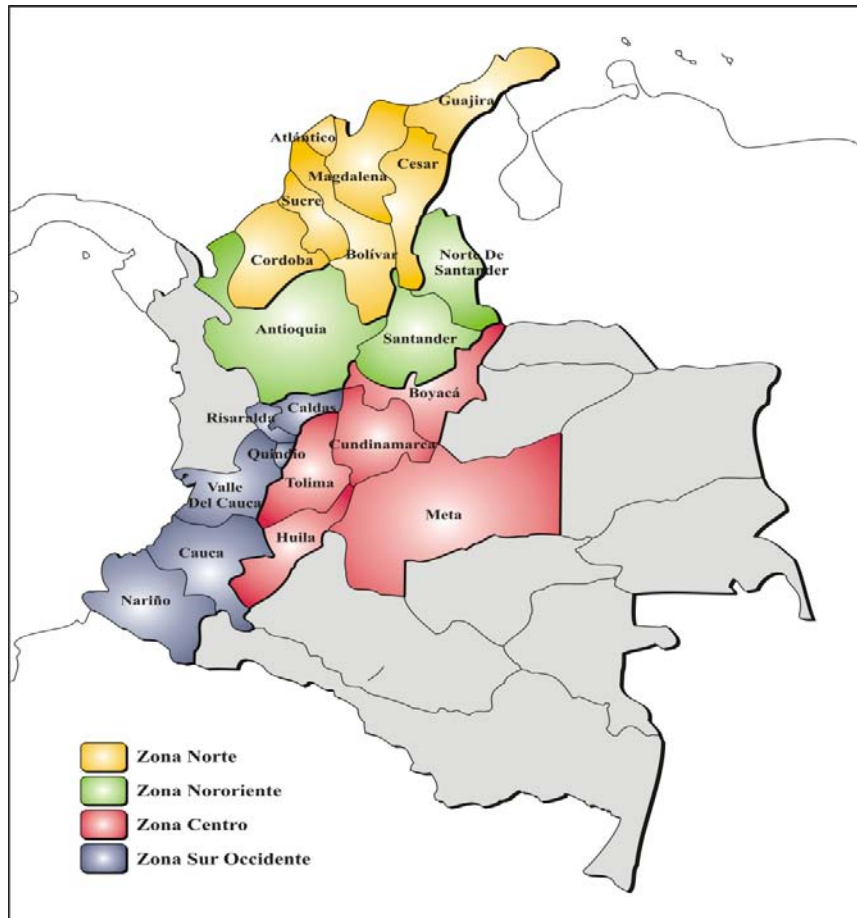 Guajira
Atlántico
Cesar
Magdalena
Sucre
Cordoba
Bolívar
Norte De
Santander
Antioquia
Santander
Boyacá
Caldas
Risaralda
Cundinamarca
Quindio
Tolima
Valle
Del Cauca
Meta
Huila
Cauca
Nariño
Zona Norte
Zona Nororiente
Zona Centro
Zona Sur Occidente